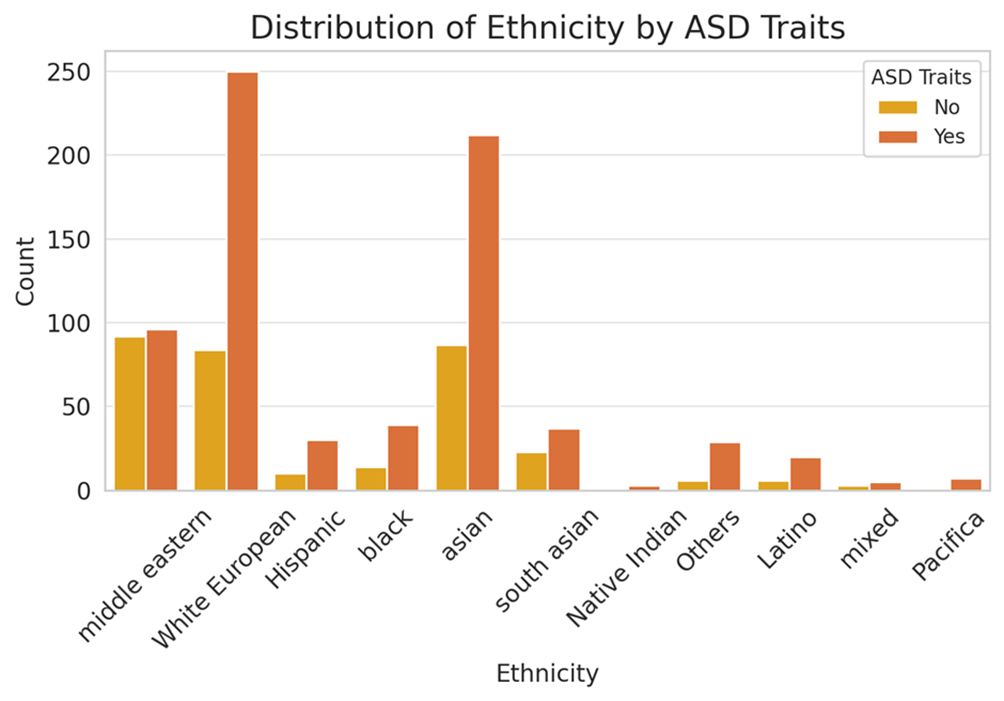 Distribution of Ethnicity by ASD Traits
ASD Traits
No
Yes
Count
250
200
150
100
50
0
middle eastern
White European
Hispanic
black
asian
south asian
Native Indian
Others
Latino
mixed
Pacifica
Ethnicity